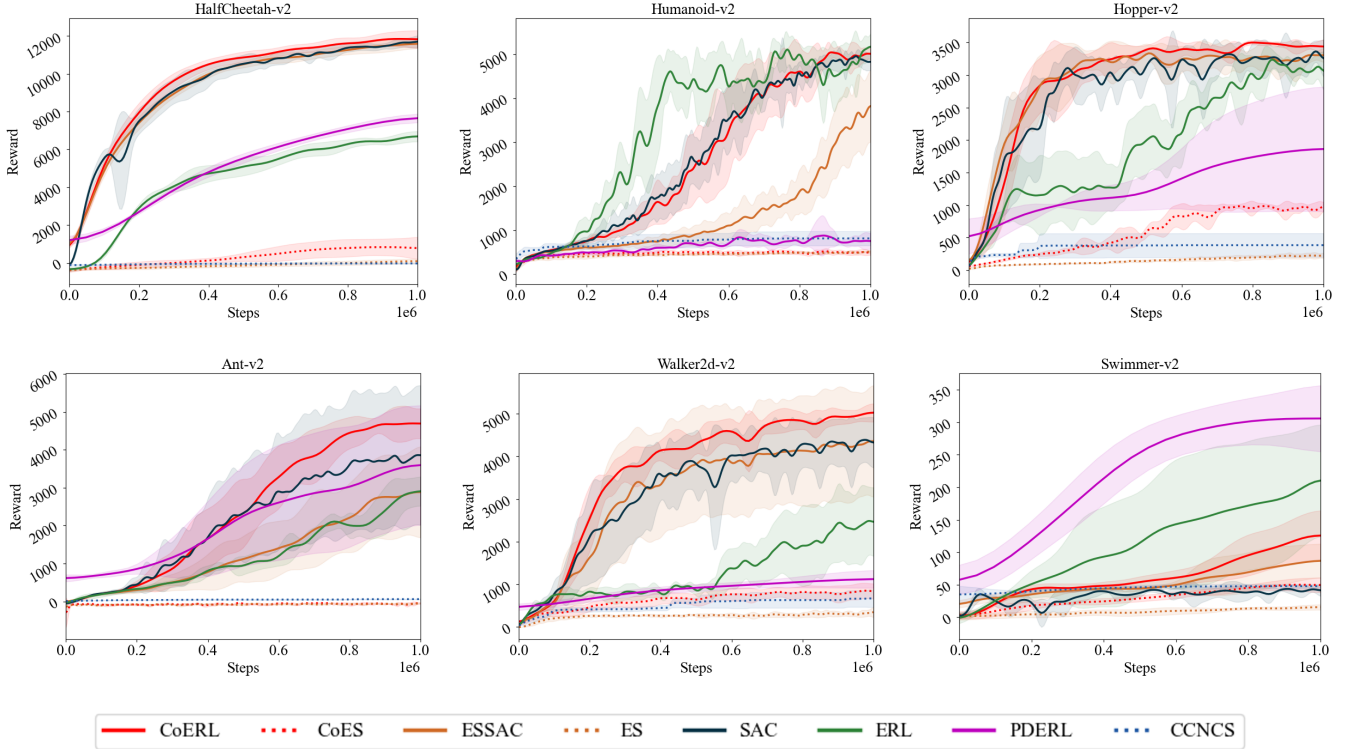 HalfCheetah-v2
Reward
12000
10000
8000
6000
4000
2000
0
0.0 0.2 0.4 0.6 0.8 1.0
Steps
1e6
Humanoid-v2
Reward
5000
4000
3000
2000
1000
0
0.0 0.2 0.4 0.6 0.8 1.0
Steps
1e6
Hopper-v2
Reward
3500
3000
2500
2000
1500
1000
500
0
0.0 0.2 0.4 0.6 0.8 1.0
Steps
1e6
Ant-v2
Reward
6000
5000
4000
3000
2000
1000
0
0.0 0.2 0.4 0.6 0.8 1.0
Steps
1e6
Walker2d-v2
Reward
5000
4000
3000
2000
1000
0
0.0 0.2 0.4 0.6 0.8 1.0
Steps
1e6
Swimmer-v2
Reward
350
300
250
200
150
100
50
0
0.0 0.2 0.4 0.6 0.8 1.0
Steps
1e6
CoERL CoES ESSAC ES SAC ERL PDERL CCNCS